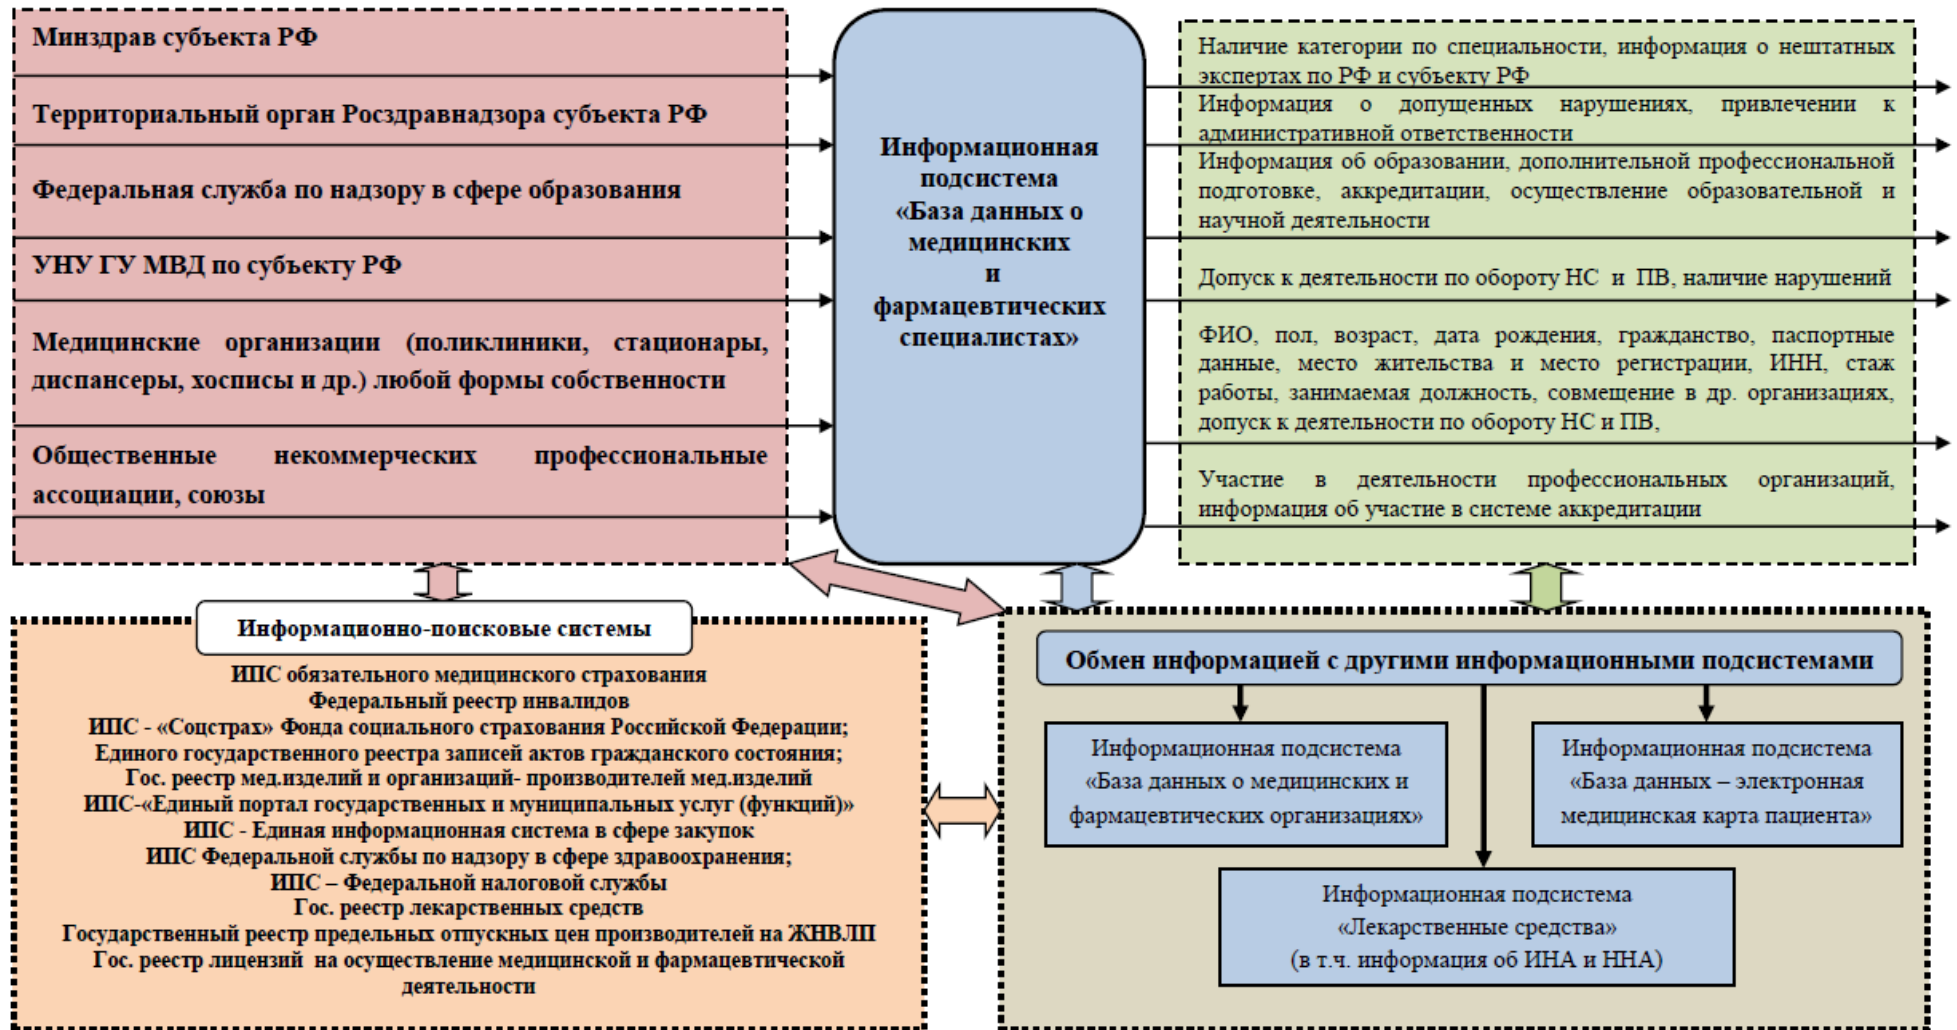 Минздрав субъекта РФ
Территориальный орган Росздравнадзора субъекта РФ
Федеральная служба по надзору в сфере образования
УНУ ГУ МВД по субъекту РФ
Медицинские организации (поликлиники, стационары,
диспансеры, хосписы и др.) любой формы собственности
Общественные некоммерческих профессиональные
ассоциации, союзы
Информационная
подсистема
«База данных о
медицинских
и
фармацевтических
специалистах»
Наличие категории по специальности, информация о нештатных
экспертах по РФ и субъекту РФ
Информация о допущенных нарушениях, привлечении к
административной ответственности
Информация об образовании, дополнительной профессиональной
подготовке, аккредитации, осуществление образовательной и
научной деятельности
Допуск к деятельности по обороту НС и ПВ, наличие нарушений
ФИО, пол, возраст, дата рождения, гражданство, паспортные
данные, место жительства и место регистрации, ИНН, стаж
работы, занимаемая должность, совмещение в др. организациях,
допуск к деятельности по обороту НС и ПВ,
Участие в деятельности профессиональных организаций,
информация об участие в системе аккредитации
Информационно-поисковые системы
ИПС обязательного медицинского страхования
Федеральный реестр инвалидов
ИПС - «Соцстрах» Фонда социального страхования Российской Федерации;
Единого государственного реестра записей актов гражданского состояния;
Гос. реестр мед.изделий и организаций- производителей мед.изделий
ИПС-«Единый портал государственных и муниципальных услуг (функций)»
ИПС - Единая информационная система в сфере закупок
ИПС Федеральной службы по надзору в сфере здравоохранения;
ИПС – Федеральной налоговой службы
Гос. реестр лекарственных средств
Государственный реестр предельных отпускных цен производителей на ЖНВЛП
Гос. реестр лицензий на осуществление медицинской и фармацевтической
деятельности
Обмен информацией с другими информационными подсистемами
Информационная подсистема
«База данных о медицинских и
фармацевтических организациях»
Информационная подсистема
«База данных – электронная
медицинская карта пациента»
Информационная подсистема
«Лекарственные средства»
(в т.ч. информация об ИНА и ННА)